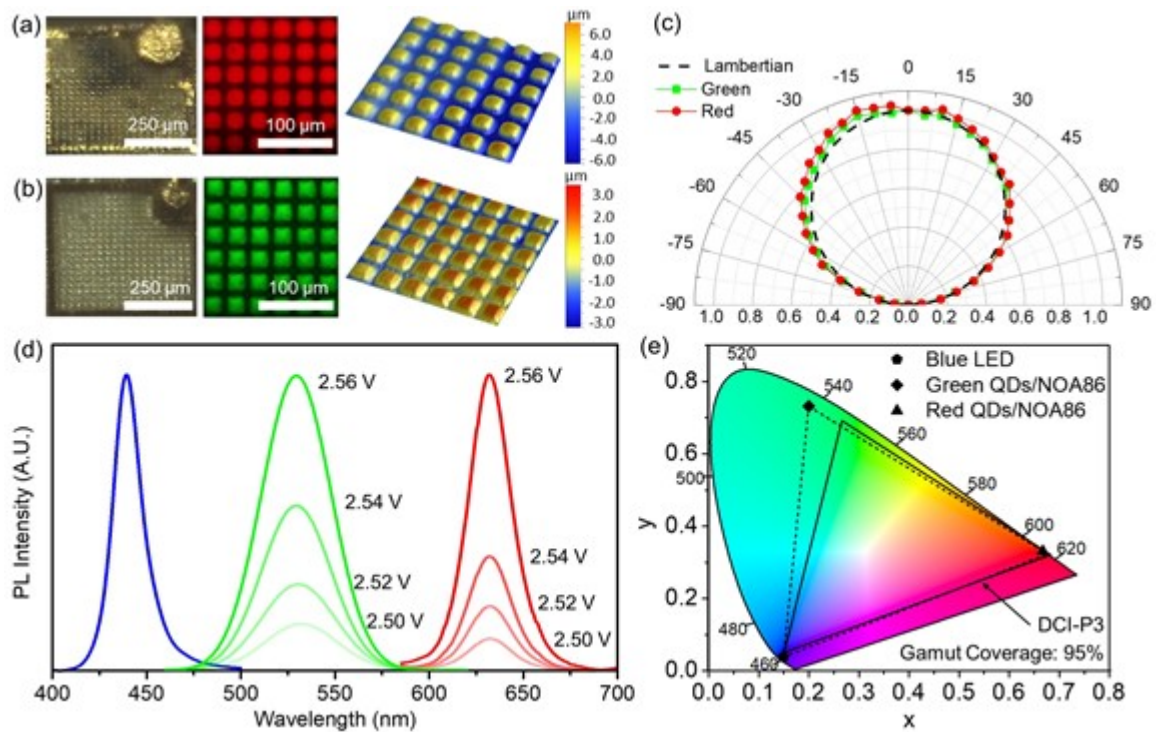 (a)
250 µm
100 µm
µm
6.0
4.0
2.0
0.0
-2.0
-4.0
-6.0
(b)
250 µm
100 µm
µm
3.0
2.0
1.0
0.0
-1.0
-2.0
-3.0
(c)
Lambertian
Green
Red
-90
-75
-60
-45
-30
-15
0
15
30
45
60
75
90
1.0 0.8 0.6 0.4 0.2 0.0 0.2 0.4 0.6 0.8 1.0
(d)
PL Intensity (A.U.)
2.56 V
2.54 V
2.52 V
2.50 V
2.56 V
2.54 V
2.52 V
2.50 V
400 450 500 550 600 650 700
Wavelength (nm)
(e)
Blue LED
Green QDs/NOA86
Red QDs/NOA86
520
540
560
580
600
620
500
480
460
DCI-P3
Gamut Coverage: 95%
y
0.8
0.6
0.4
0.2
0.0
0.0 0.1 0.2 0.3 0.4 0.5 0.6 0.7 0.8
x